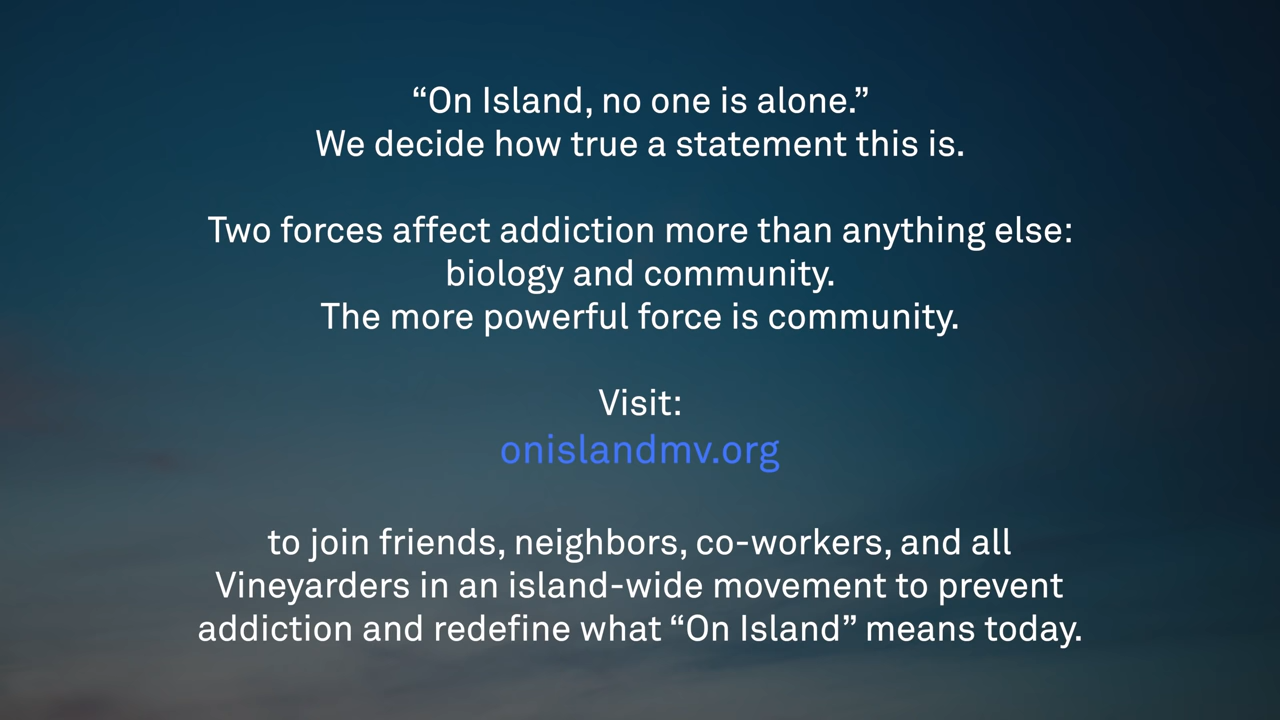 “On Island, no one is alone.”
We decide how true a statement this is.
Two forces affect addiction more than anything else:
biology and community.
The more powerful force is community.
Visit:
onislandmv.org
to join friends, neighbors, co-workers, and all
Vineyarders in an island-wide movement to prevent
addiction and redefine what “On Island” means today.